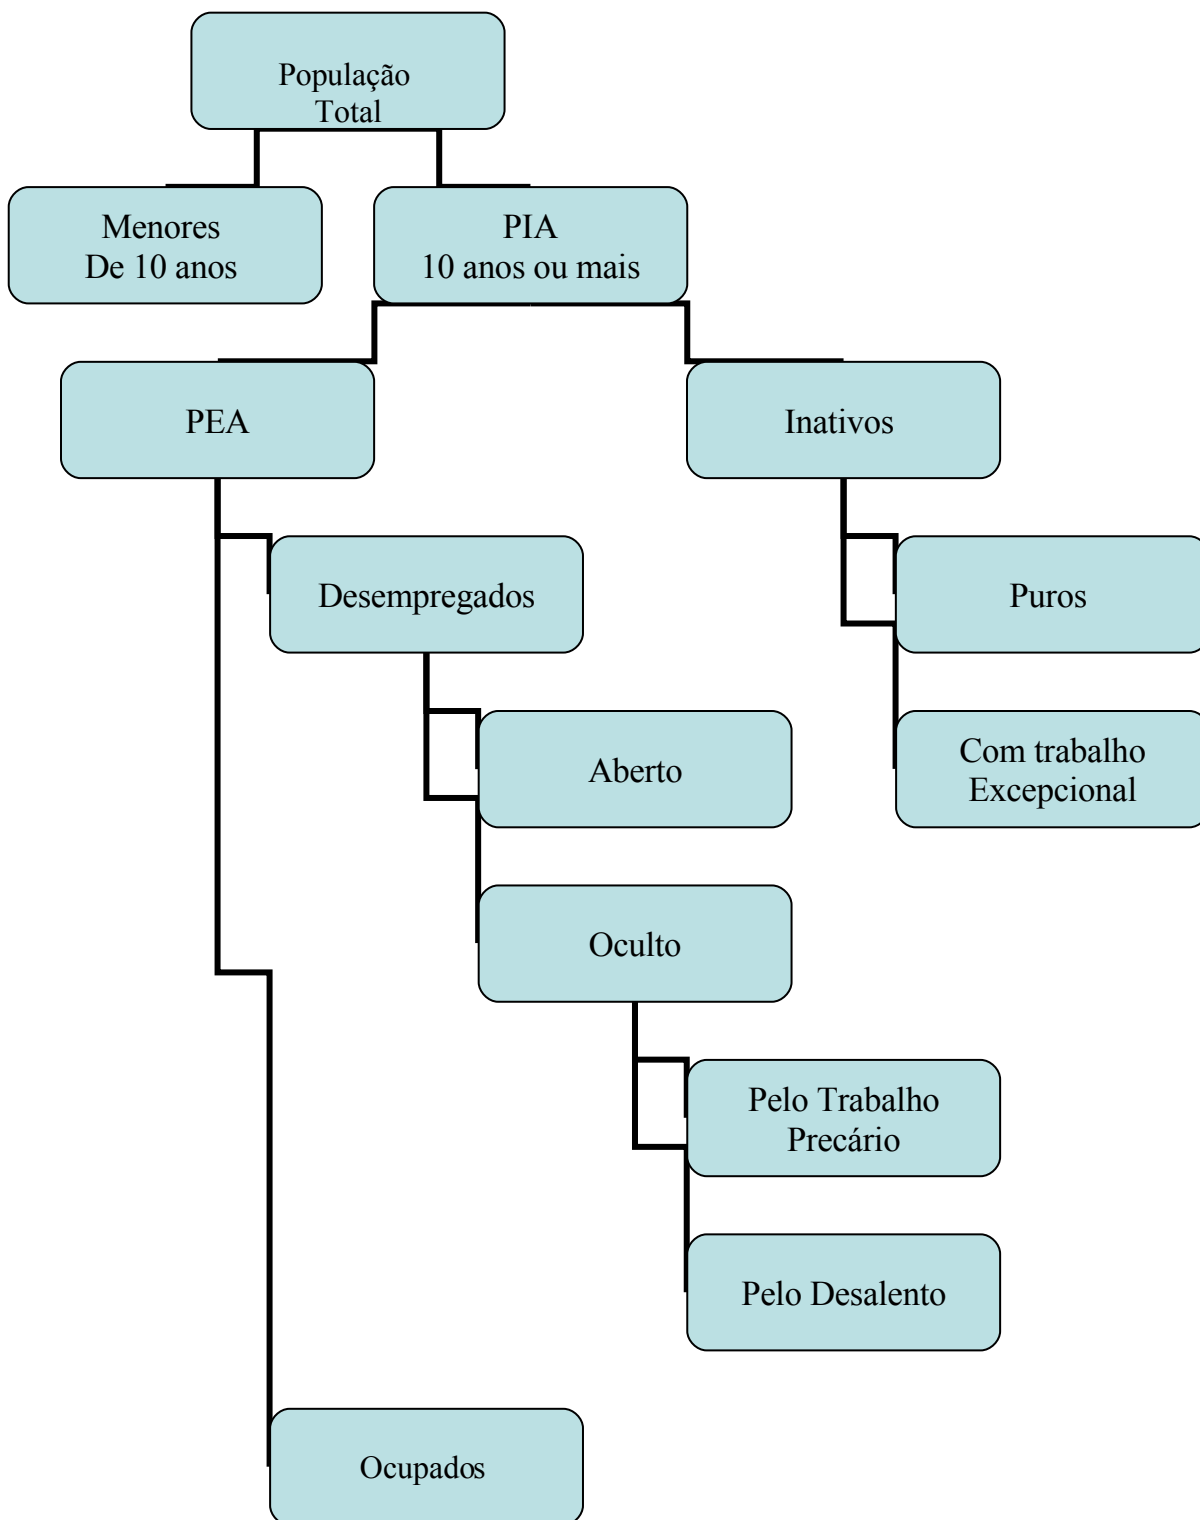 População
Total
Menores
De 10 anos
PIA
10 anos ou mais
PEA
Inativos
Desempregados
Puros
Aberto
Com trabalho
Excepcional
Oculto
Pelo Trabalho
Precário
Pelo Desalento
Ocupados